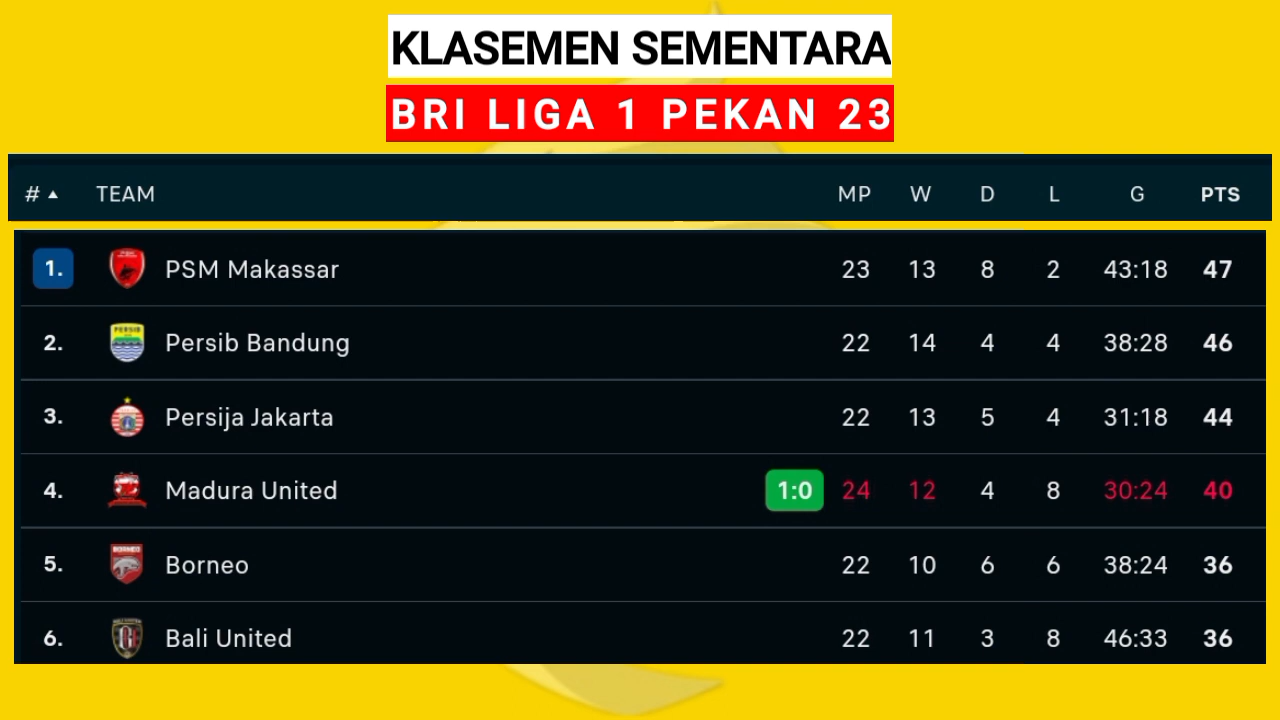 KLASEMEN SEMENTARA
BRI LIGA 1 PEKAN 23
# ▲ TEAM MP W D L G PTS
1. PSM Makassar 23 13 8 2 43:18 47
2. PERSIB Persib Bandung 22 14 4 4 38:28 46
3. Persija Jakarta 22 13 5 4 31:18 44
4. Madura United 1:0 24 12 4 8 30:24 40
5. BORNEO Borneo 22 10 6 6 38:24 36
6. Bali United 22 11 3 8 46:33 36